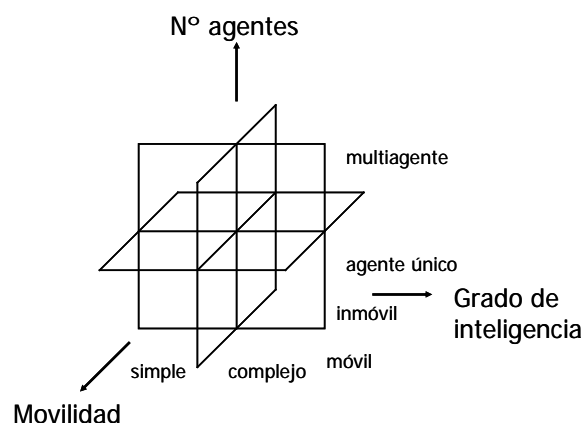 Nº agentes
multiagente
agente único
Grado de
inteligencia
inmóvil
móvil
simple
complejo
Movilidad